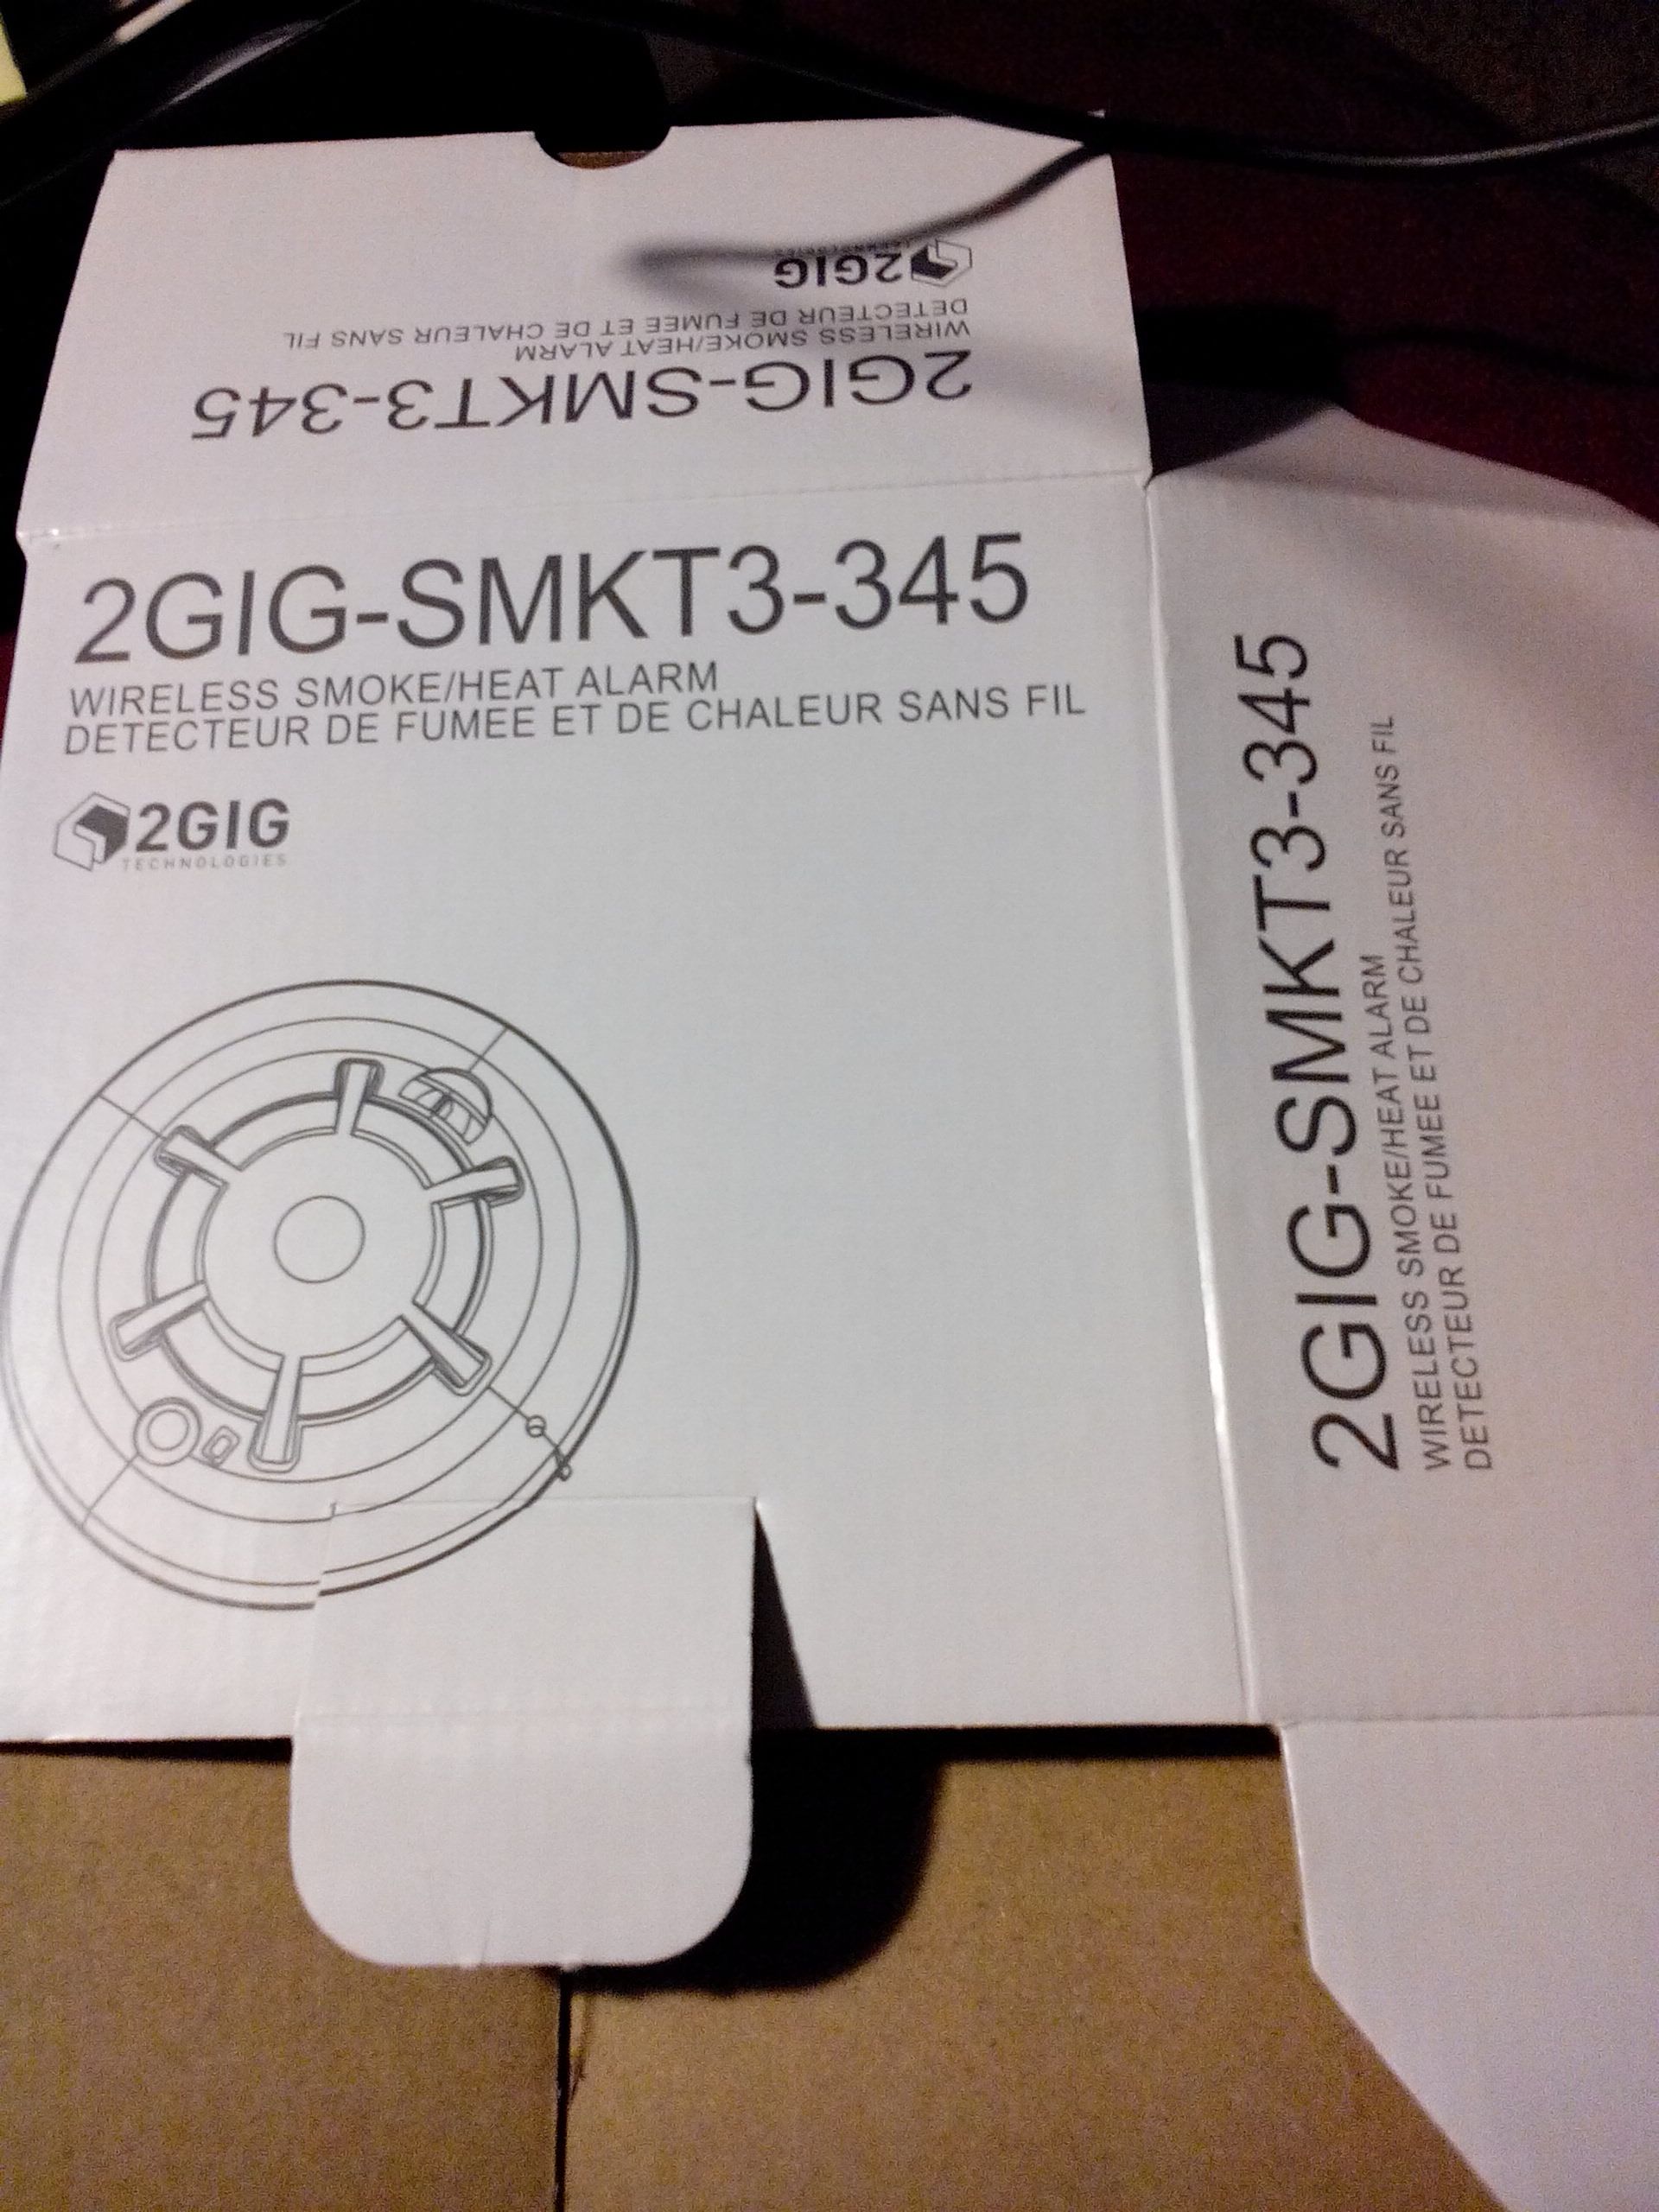 2GIG
TECHNOLOGIES
DETECTEUR DE FUMEE ET DE CHALEUR SANS FIL
WIRELESS SMOKE/HEAT ALARM
2GIG-SMKT3-345
2GIG-SMKT3-345
WIRELESS SMOKE/HEAT ALARM
DETECTEUR DE FUMEE ET DE CHALEUR SANS FIL
2GIG
TECHNOLOGIES
2GIG-SMKT3-345
WIRELESS SMOKE/HEAT ALARM
DETECTEUR DE FUMEE ET DE CHALEUR SANS FIL